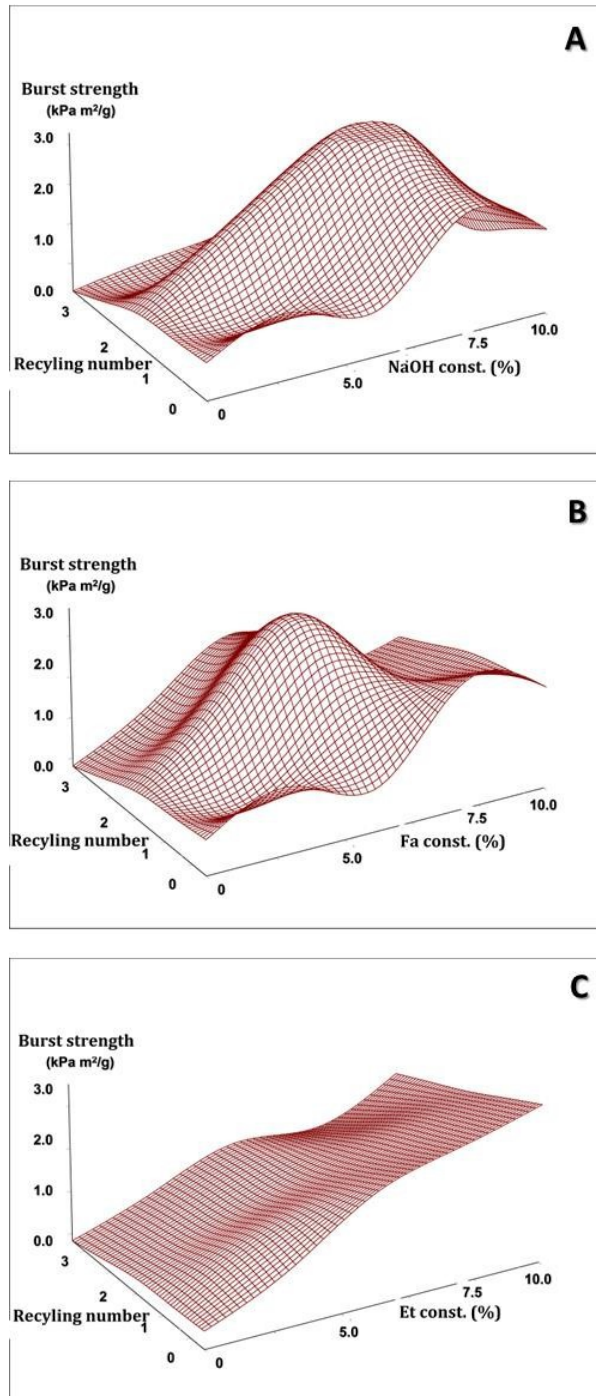 A
Burst strength
(kPa m²/g)
3.0
2.0
1.0
0.0
3
2
Recyling number
1
0
0
5.0
NaOH const. (%)
7.5
10.0
B
Burst strength
(kPa m²/g)
3.0
2.0
1.0
0.0
3
2
Recyling number
1
0
0
5.0
Fa const. (%)
7.5
10.0
C
Burst strength
(kPa m²/g)
3.0
2.0
1.0
0.0
3
2
Recyling number
1
0
0
5.0
Et const. (%)
7.5
10.0